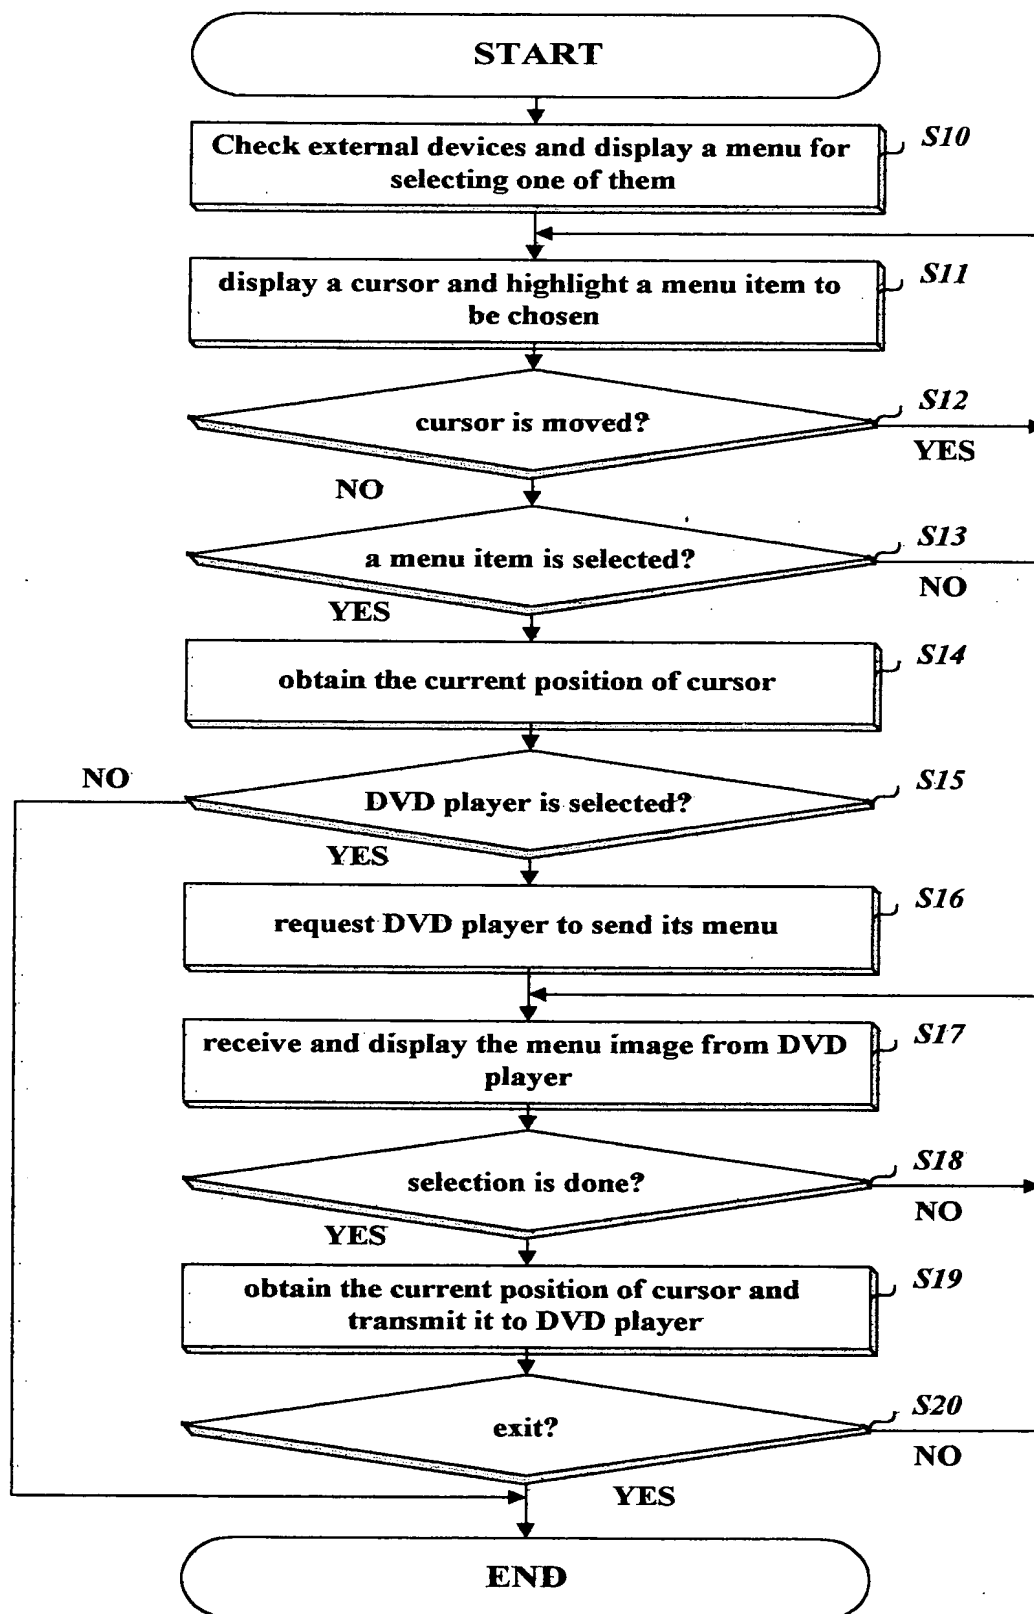 START
Check external devices and display a menu for
selecting one of them
S10
display a cursor and highlight a menu item to
be chosen
S11
cursor is moved?
S12
YES
NO
a menu item is selected?
S13
NO
YES
obtain the current position of cursor
S14
NO
DVD player is selected?
S15
YES
request DVD player to send its menu
S16
receive and display the menu image from DVD
player
S17
selection is done?
S18
NO
YES
obtain the current position of cursor and
transmit it to DVD player
S19
exit?
S20
NO
YES
END